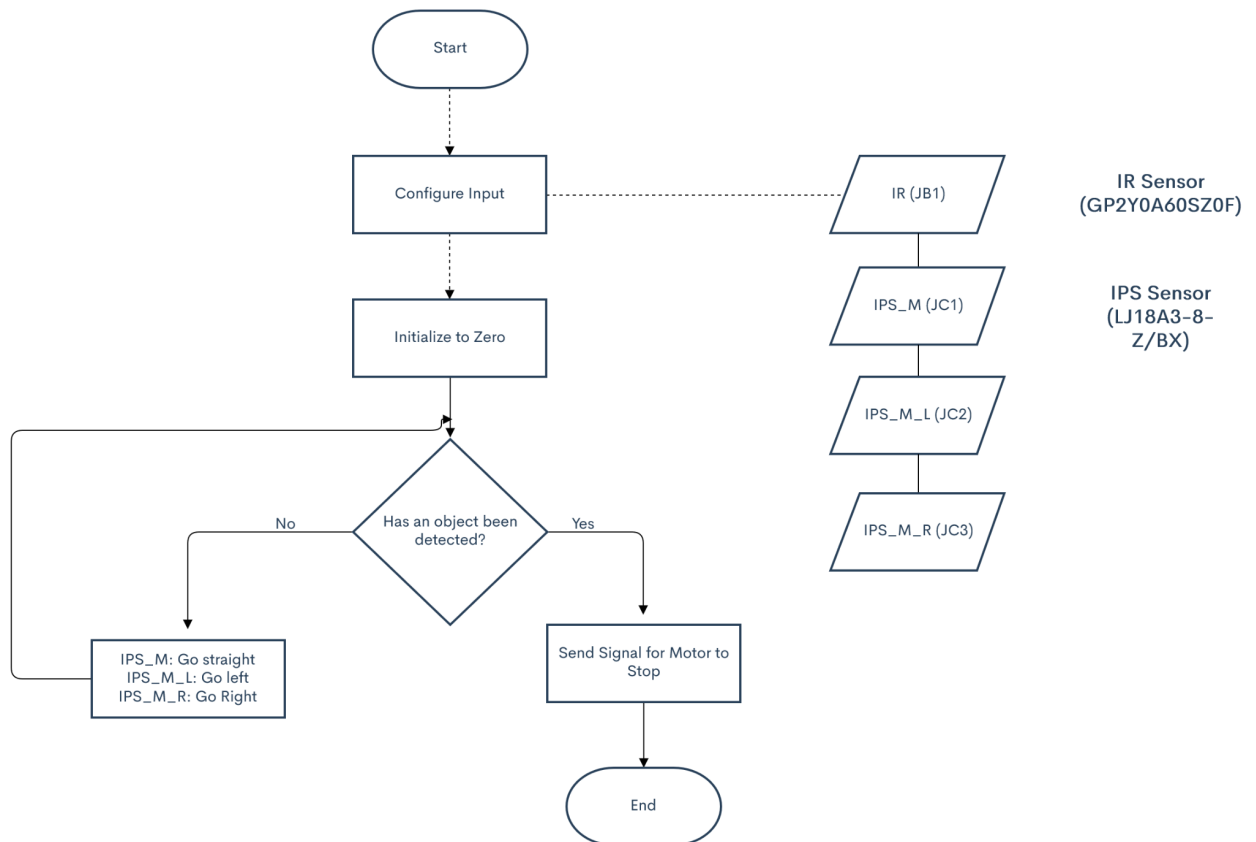 Start
Configure Input
IR (JB1)
IR Sensor
(GP2Y0A60SZ0F)
Initialize to Zero
IPS_M (JC1)
IPS Sensor
(LJ18A3-8-
Z/BX)
IPS_M_L (JC2)
No
Has an object been
detected?
Yes
IPS_M_R (JC3)
IPS_M: Go straight
IPS_M_L: Go left
IPS_M_R: Go Right
Send Signal for Motor to
Stop
End